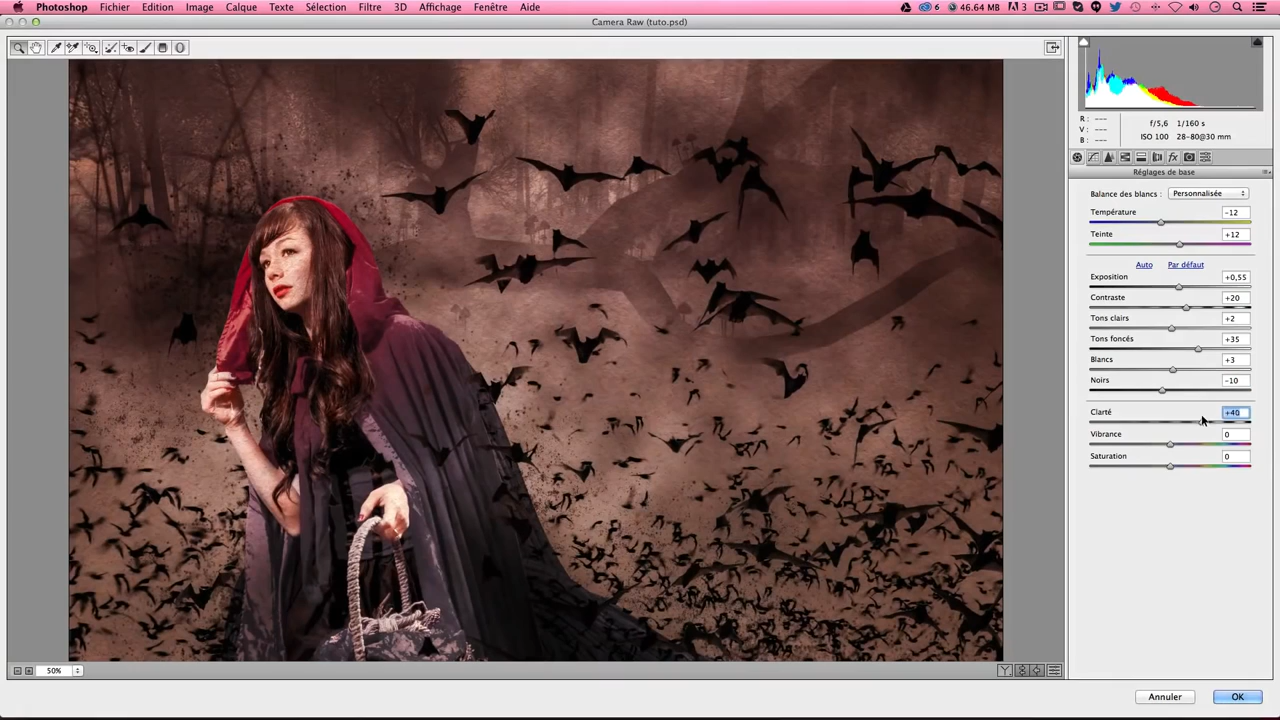 Photoshop Fichier Edition Image Calque Texte Sélection Filtre 3D Affichage Fenêtre Aide 6 46.64 MB 3
Camera Raw (tuto.psd)
R : ---
V : ---
B : ---
f/5,6 1/160 s
ISO 100 28-80@30 mm
fx
Réglages de base
Balance des blancs : Personnalisée
Température -12
Teinte +12
Auto Par défaut
Exposition +0,55
Contraste +20
Tons clairs +2
Tons foncés +35
Blancs +3
Noirs -10
Clarté +40
Vibrance 0
Saturation 0
50% Y
Annuler OK